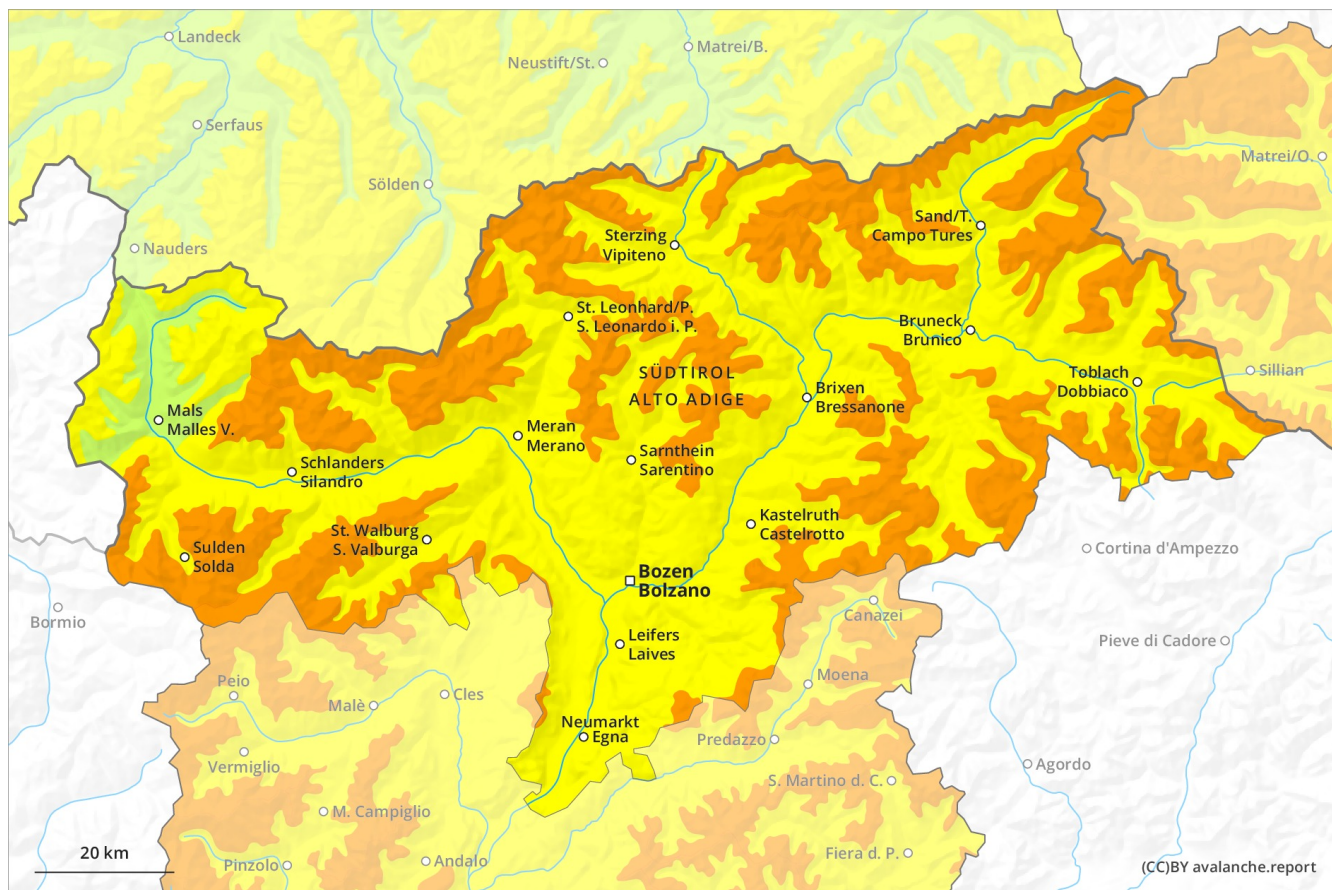 Landeck
Matrei/B.
Neustift/St.
Serfaus
Matrei/O.
Sölden
Sand/T.
Campo Tures
Nauders
Sterzing
Vipiteno
St. Leonhard/P.
S. Leonardo i. P.
Bruneck
Brunico
SÜDTIROL
ALTO ADIGE
Toblach
Dobbiaco
Sillian
Brixen
Bressanone
Mals
Malles V.
Meran
Merano
Sarnthein
Sarentino
Schlanders
Silandro
Kastelruth
Castelrotto
St. Walburg
S. Valburga
Sulden
Solda
Cortina d'Ampezzo
Bozen
Bolzano
Bormio
Canazei
Leifers
Laives
Pieve di Cadore
Peio
Cles
Moena
Malè
Neumarkt
Egna
Predazzo
Vermiglio
Agordo
S. Martino d. C.
M. Campiglio
20 km
Pinzolo
Andalo
Fiera d. P.
(CC)BY avalanche.report